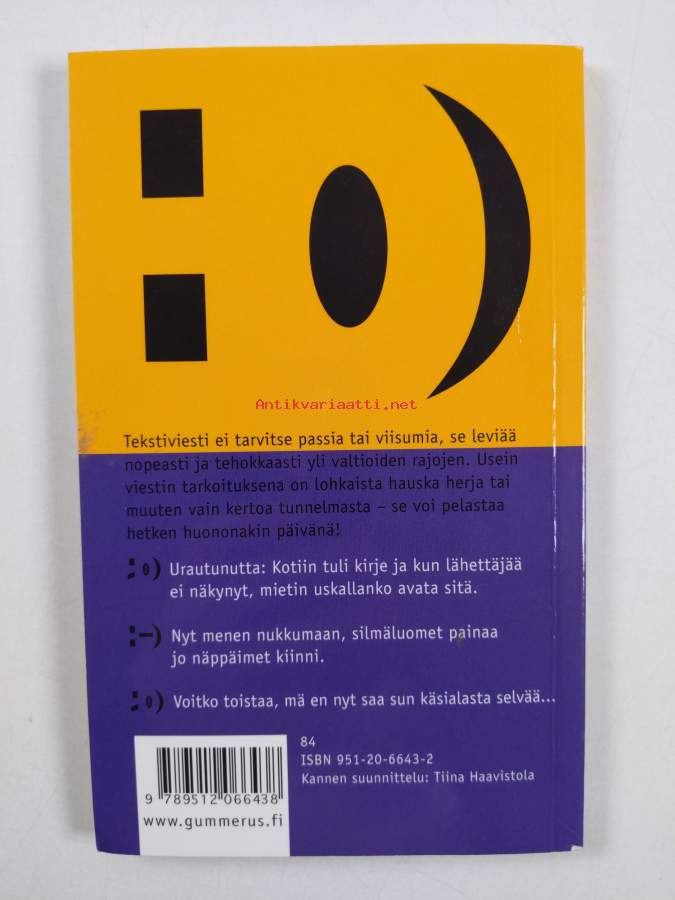 :o)
Antikvariaatti.net
Tekstiviesti ei tarvitse passia tai viisumia, se leviää
nopeasti ja tehokkaasti yli valtioiden rajojen. Usein
viestin tarkoituksena on lohkaista hauska herja tai
muuten vain kertoa tunnelmasta – se voi pelastaa
hetken huononakin päivänä!
:o) Urautunutta: Kotiin tuli kirje ja kun lähettäjää
ei näkynyt, mietin uskallanko avata sitä.
:–) Nyt menen nukkumaan, silmäluomet painaa
jo näppäimet kiinni.
:o) Voitko toistaa, mä en nyt saa sun käsialasta selvää...
84
ISBN 951-20-6643-2
Kannen suunnittelu: Tiina Haavistola
9 789512 066438
www.gummerus.fi